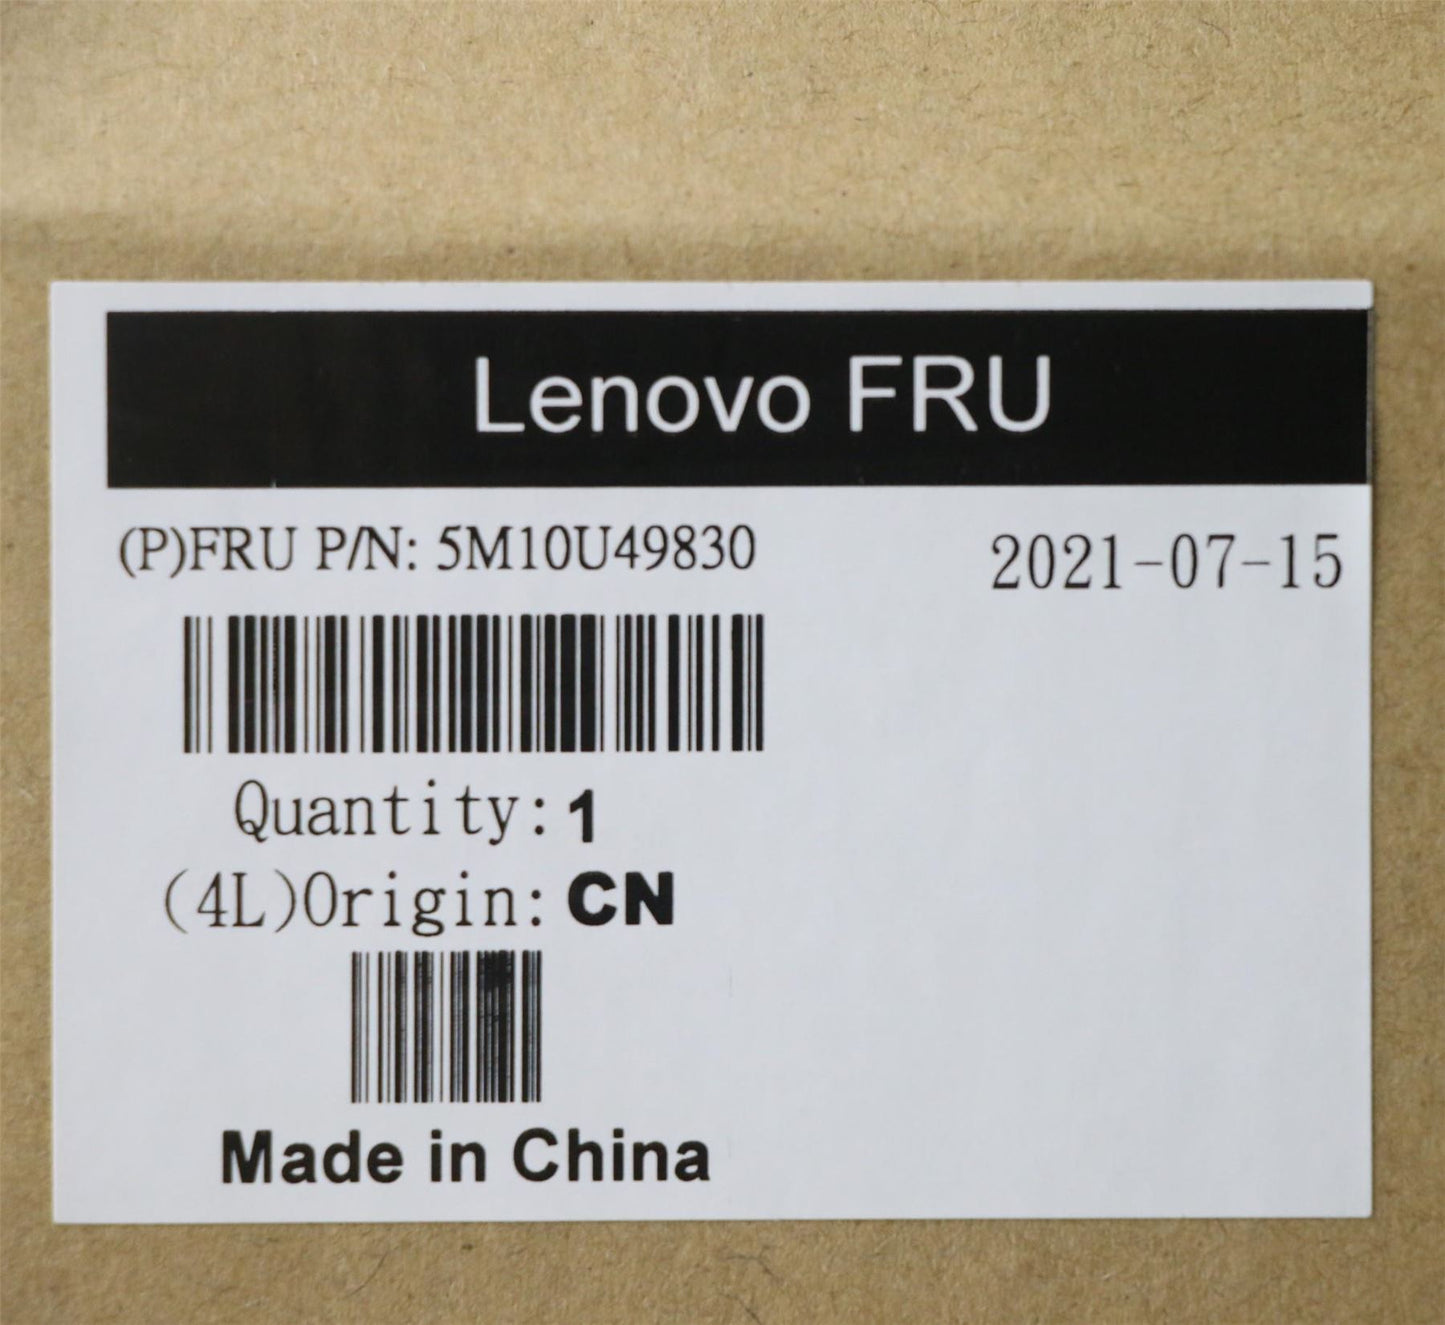 Lenovo FRU
(P)FRU P/N: 5M10U49830
2021-07-15
Quantity: 1
(4L)Origin: CN
Made in China